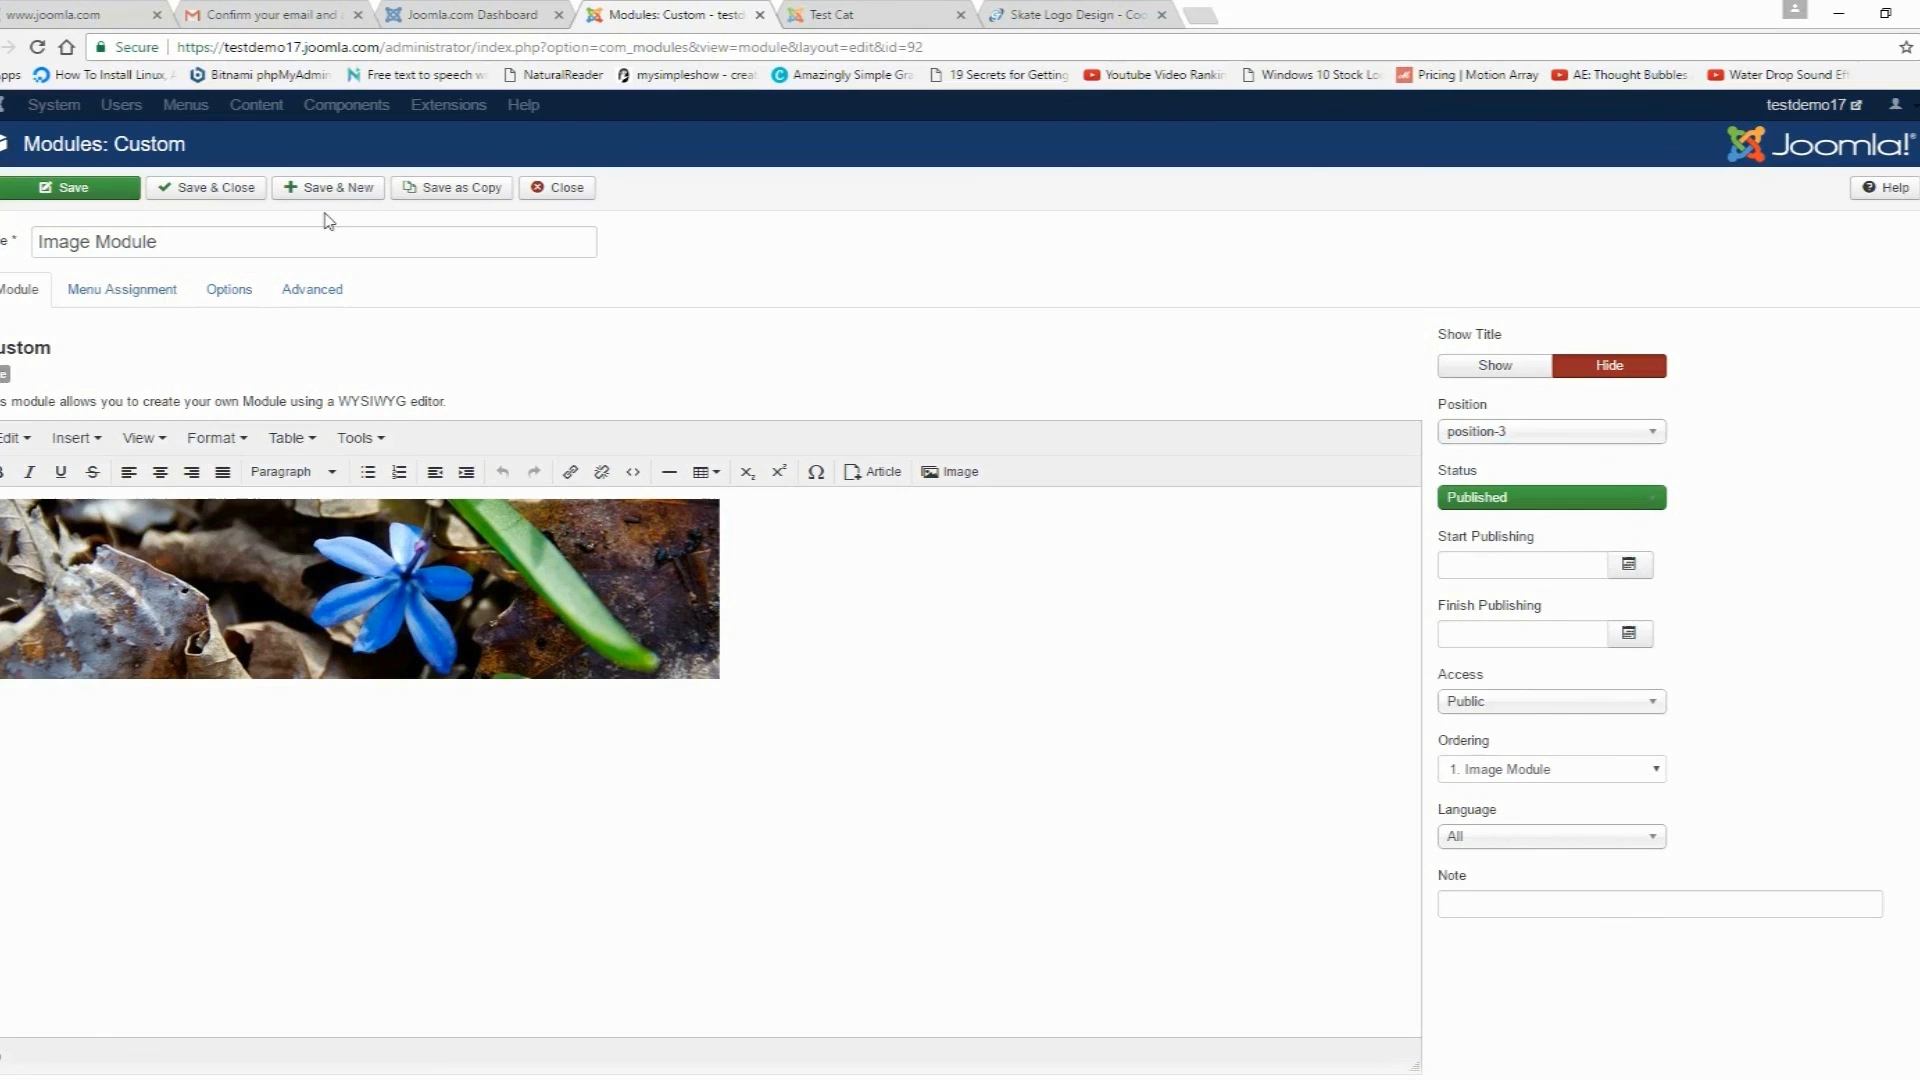 www.joomla.com
Confirm your email and
Joomla.com Dashboard
Modules: Custom - testd
Test Cat
Skate Logo Design - Coo
Secure
https://testdemo17.joomla.com/administrator/index.php?option=com_modules&view=module&layout=edit&id=92
pps
How To Install Linux,
Bitnami phpMyAdmin
Free text to speech w
NaturalReader
mysimpleshow - creat
Amazingly Simple Gra
19 Secrets for Getting
Youtube Video Rankin
Windows 10 Stock Lo
Pricing | Motion Array
AE: Thought Bubbles
Water Drop Sound Eff
System Users Menus Content Components Extensions Help
testdemo17
Modules: Custom
Joomla!®
Save
Save & Close
Save & New
Save as Copy
Close
Help
e *
Image Module
Module
Menu Assignment
Options
Advanced
ustom
e
s module allows you to create your own Module using a WYSIWYG editor.
Edit Insert View Format Table Tools
B I U S Paragraph Article Image
Show Title
Show Hide
Position
position-3
Status
Published
Start Publishing
Finish Publishing
Access
Public
Ordering
1. Image Module
Language
All
Note